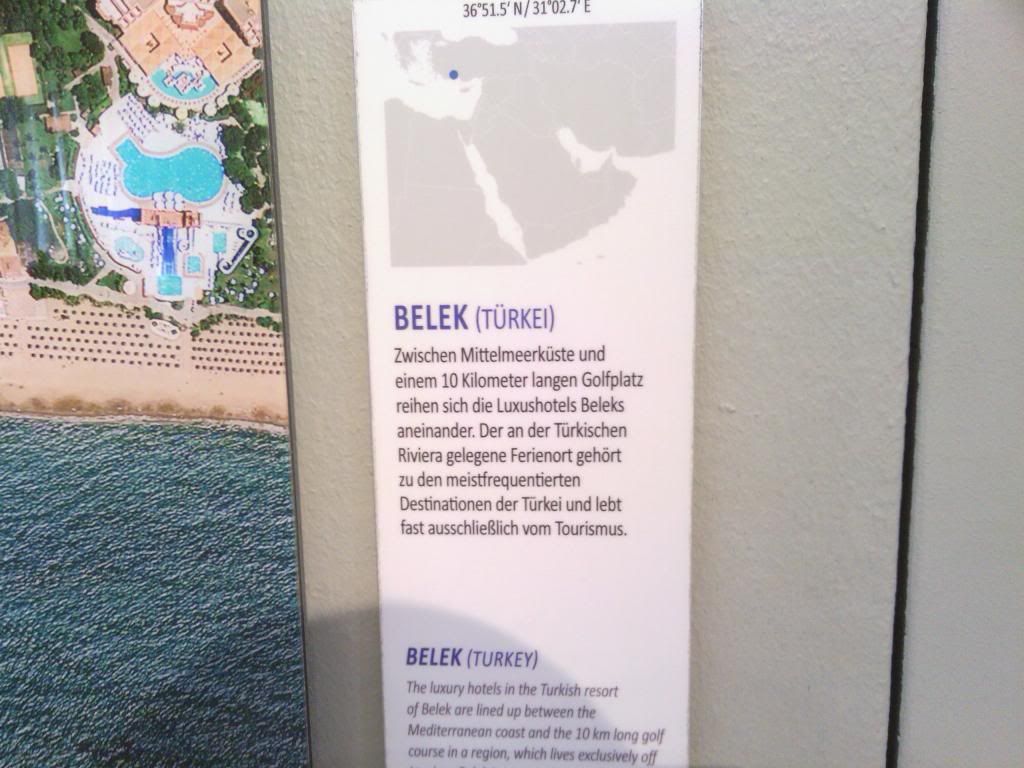 36°51.5' N / 31°02.7' E
BELEK (TÜRKEI)
Zwischen Mittelmeerküste und
einem 10 Kilometer langen Golfplatz
reihen sich die Luxushotels Beleks
aneinander. Der an der Türkischen
Riviera gelegene Ferienort gehört
zu den meistfrequentierten
Destinationen der Türkei und lebt
fast ausschließlich vom Tourismus.
BELEK (TURKEY)
The luxury hotels in the Turkish resort
of Belek are lined up between the
Mediterranean coast and the 10 km long golf
course in a region, which lives exclusively off